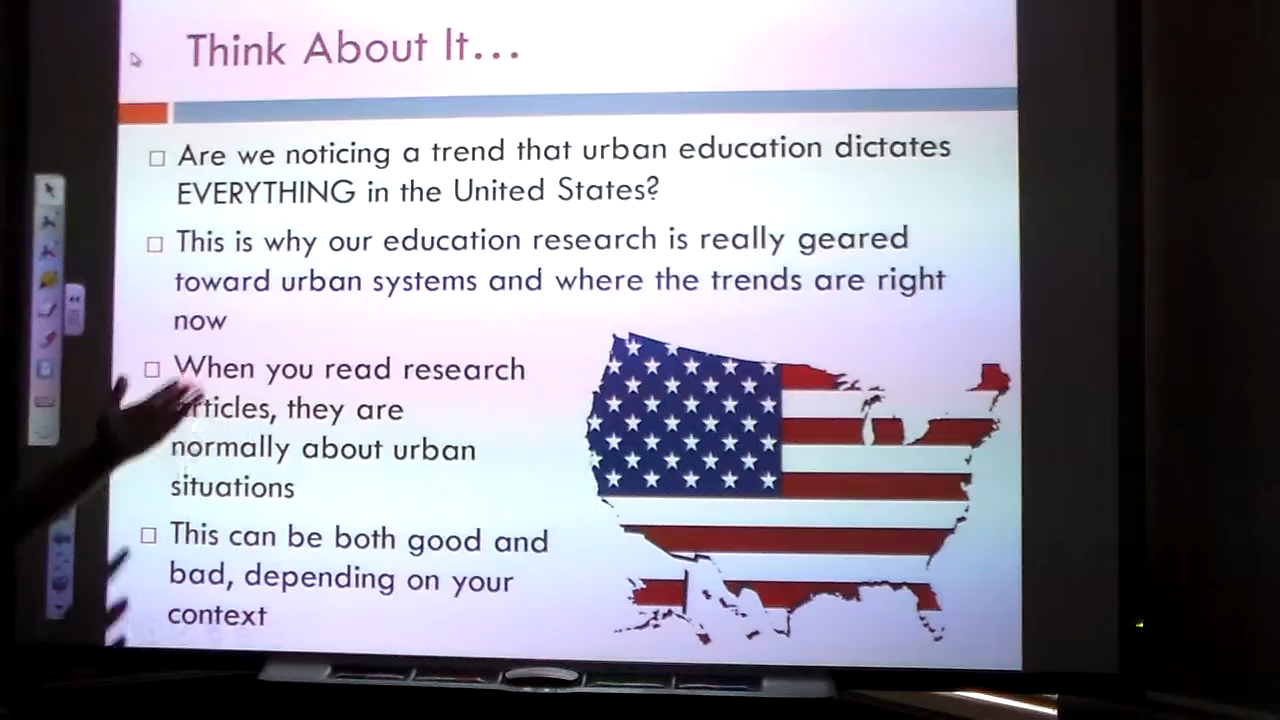 Think About It...
Are we noticing a trend that urban education dictates
EVERYTHING in the United States?
This is why our education research is really geared
toward urban systems and where the trends are right
now
When you read research
articles, they are
normally about urban
situations
This can be both good and
bad, depending on your
context